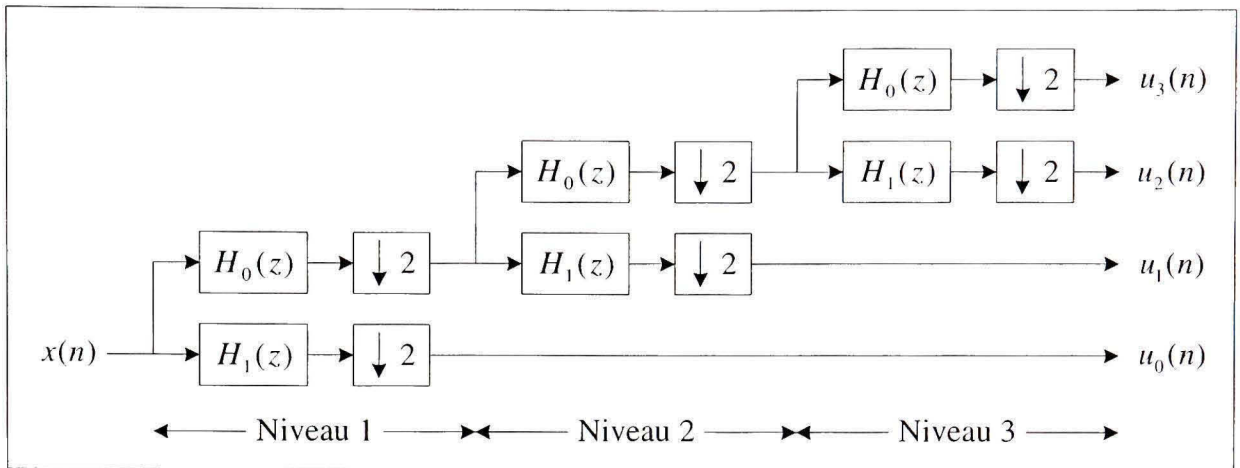 H₀(z) ↓ 2 u₃(n)
H₀(z) ↓ 2 H₁(z) ↓ 2 u₂(n)
H₀(z) ↓ 2 H₁(z) ↓ 2 u₁(n)
x(n) H₁(z) ↓ 2 u₀(n)
Niveau 1 Niveau 2 Niveau 3